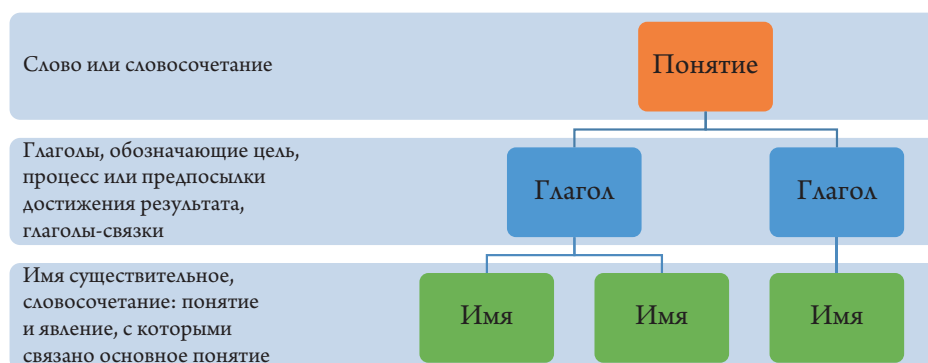 Слово или словосочетание
Понятие
Глаголы, обозначающие цель,
процесс или предпосылки
достижения результата,
глаголы-связки
Глагол
Глагол
Имя существительное,
словосочетание: понятие
и явление, с которыми
связано основное понятие
Имя
Имя
Имя